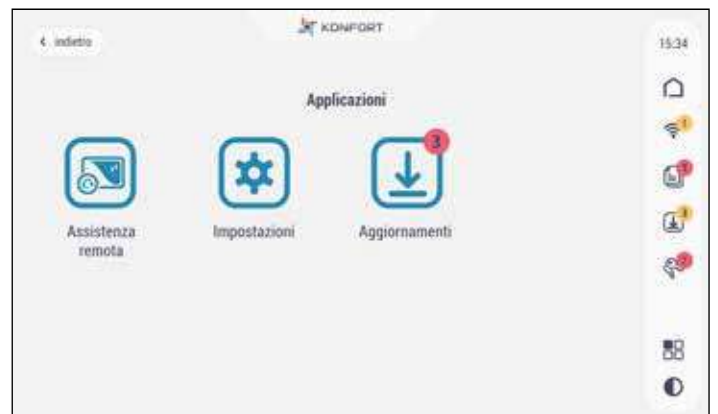 indietro
KONFORT
15:34
Applicazioni
3
Assistenza
remota
Impostazioni
Aggiornamenti